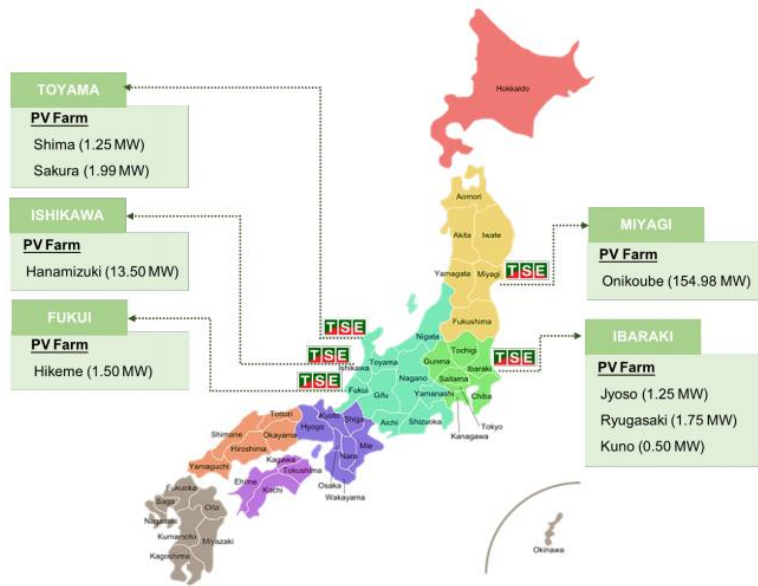 TOYAMA
PV Farm
Shima (1.25 MW)
Sakura (1.99 MW)
ISHIKAWA
PV Farm
Hanamizuki (13.50 MW)
FUKUI
PV Farm
Hikeme (1.50 MW)
MIYAGI
PV Farm
Onikoube (154.98 MW)
IBARAKI
PV Farm
Jyoso (1.25 MW)
Ryugasaki (1.75 MW)
Kuno (0.50 MW)
TSE
TSE
TSE
TSE
TSE
Hokkaido
Aomori
Akita
Iwate
Yamagata
Miyagi
Fukushima
Nigata
Tochigi
Gunma
Ibaraki
Toyama
Ishikawa
Nagano
Saitama
Fukui
Gifu
Yamanashi
Chiba
Tokyo
Kanagawa
Aichi
Shizuoka
Kyoto
Shiga
Hyogo
Mie
Nara
Osaka
Wakayama
Tottori
Okayama
Shimane
Hiroshima
Yamaguchi
Kagawa
Tokushima
Ehime
Kochi
Fukuoka
Saga
Oita
Nagasaki
Kumamoto
Miyazaki
Kagoshima
Okinawa